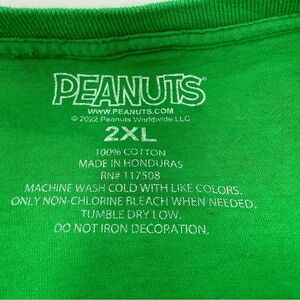 PEANUTS
WWW.PEANUTS.COM
© 2022 Peanuts Worldwide LLC
2XL
100% COTTON
MADE IN HONDURAS
RN# 117508
MACHINE WASH COLD WITH LIKE COLORS.
ONLY NON-CHLORINE BLEACH WHEN NEEDED.
TUMBLE DRY LOW.
DO NOT IRON DECORATION.